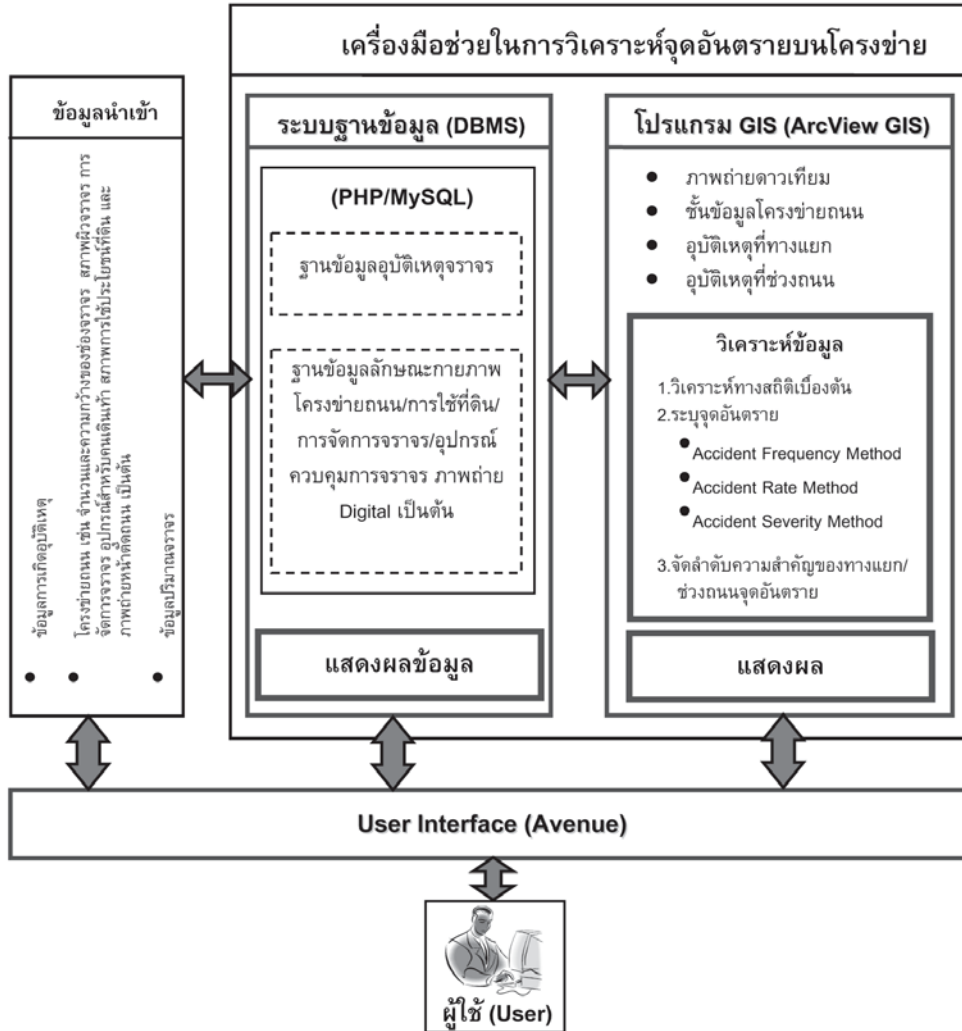 เครื่องมือช่วยในการวิเคราะห์จุดอันตรายบนโครงข่าย
ข้อมูลนำเข้า
● ข้อมูลการเกิดอุบัติเหตุ
● โครงข่ายถนน เช่น จำนวนและความกว้างของช่องจราจร สภาพผิวจราจร การ
จัดการจราจร อุปกรณ์สำหรับคนเดินเท้า สภาพการใช้ประโยชน์ที่ดิน และ
ภาพถ่ายหน้าตัดถนน เป็นต้น
● ข้อมูลปริมาณจราจร
ระบบฐานข้อมูล (DBMS)
(PHP/MySQL)
ฐานข้อมูลอุบัติเหตุจราจร
ฐานข้อมูลลักษณะกายภาพ
โครงข่ายถนน/การใช้ที่ดิน/
การจัดการจราจร/อุปกรณ์
ควบคุมการจราจร ภาพถ่าย
Digital เป็นต้น
แสดงผลข้อมูล
โปรแกรม GIS (ArcView GIS)
● ภาพถ่ายดาวเทียม
● ชั้นข้อมูลโครงข่ายถนน
● อุบัติเหตุที่ทางแยก
● อุบัติเหตุที่ช่วงถนน
วิเคราะห์ข้อมูล
1.วิเคราะห์ทางสถิติเบื้องต้น
2.ระบุจุดอันตราย
●Accident Frequency Method
●Accident Rate Method
●Accident Severity Method
3.จัดลำดับความสำคัญของทางแยก/
ช่วงถนนจุดอันตราย
แสดงผล
User Interface (Avenue)
ผู้ใช้ (User)